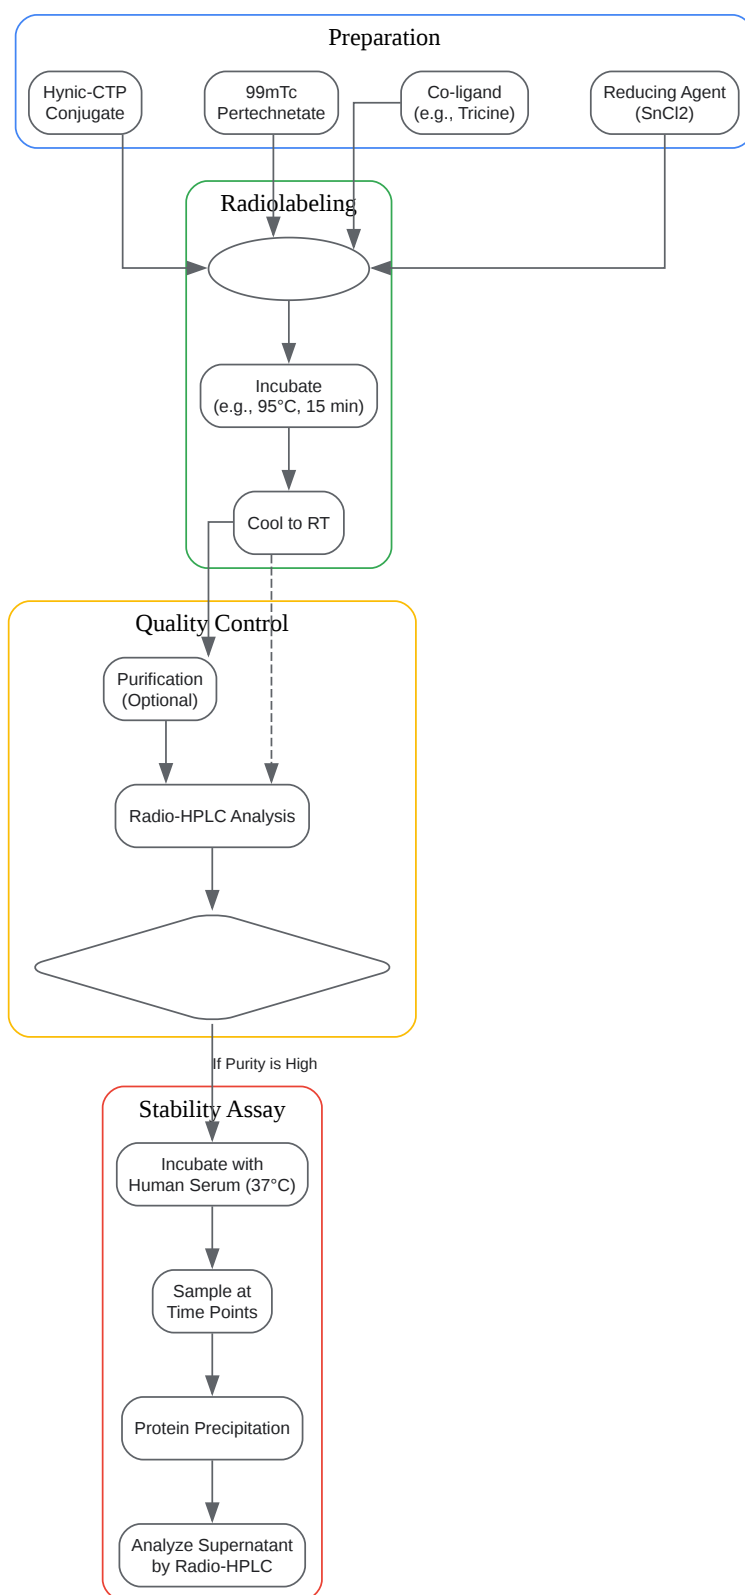 Preparation
Hynic-CTP
Conjugate
99mTc
Pertechnetate
Co-ligand
(e.g., Tricine)
Reducing Agent
(SnCl2)
Radiolabeling
Incubate
(e.g., 95°C, 15 min)
Cool to RT
Quality Control
Purification
(Optional)
Radio-HPLC Analysis
If Purity is High
Stability Assay
Incubate with
Human Serum (37°C)
Sample at
Time Points
Protein Precipitation
Analyze Supernatant
by Radio-HPLC